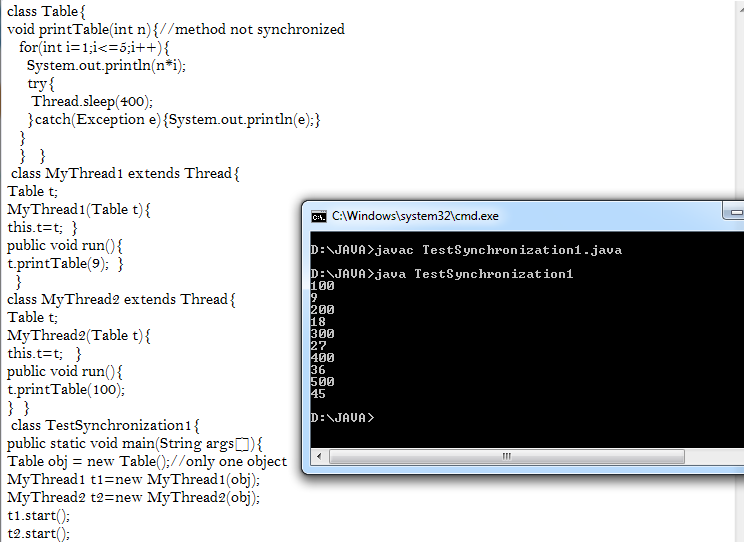 class Table{
void printTable(int n){//method not synchronized
for(int i=1;i<=5;i++){
System.out.println(n*i);
try{
Thread.sleep(400);
}catch(Exception e){System.out.println(e);}
}
} }
class MyThread1 extends Thread{
Table t;
MyThread1(Table t){
this.t=t; }
public void run(){
t.printTable(9); }
}
class MyThread2 extends Thread{
Table t;
MyThread2(Table t){
this.t=t; }
public void run(){
t.printTable(100);
} }
class TestSynchronization1{
public static void main(String args[]){
Table obj = new Table();//only one object
MyThread1 t1=new MyThread1(obj);
MyThread2 t2=new MyThread2(obj);
t1.start();
t2.start();
C:\Windows\system32\cmd.exe
D:\JAVA>javac TestSynchronization1.java
D:\JAVA>java TestSynchronization1
100
9
200
18
300
27
400
36
500
45
D:\JAVA>